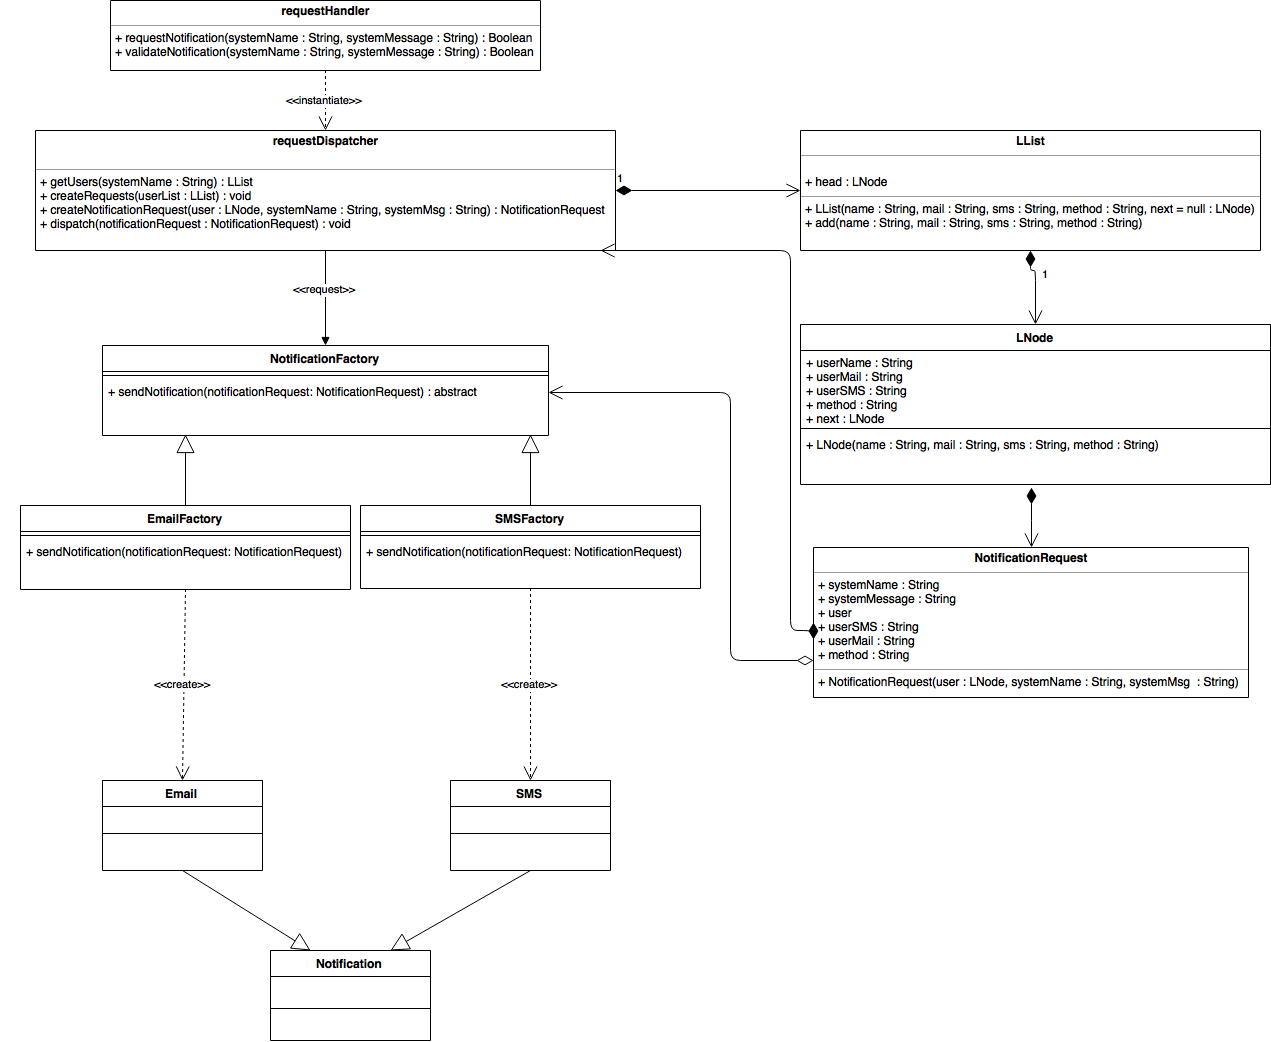 requestHandler
+ requestNotification(systemName : String, systemMessage : String) : Boolean
+ validateNotification(systemName : String, systemMessage : String) : Boolean
<<instantiate>>
requestDispatcher
+ getUsers(systemName : String) : LList
+ createRequests(userList : LList) : void
+ createNotificationRequest(user : LNode, systemName : String, systemMsg : String) : NotificationRequest
+ dispatch(notificationRequest : NotificationRequest) : void
1
LList
+ head : LNode
+ LList(name : String, mail : String, sms : String, method : String, next = null : LNode)
+ add(name : String, mail : String, sms : String, method : String)
1
<<request>>
NotificationFactory
+ sendNotification(notificationRequest: NotificationRequest) : abstract
LNode
+ userName : String
+ userMail : String
+ userSMS : String
+ method : String
+ next : LNode
+ LNode(name : String, mail : String, sms : String, method : String)
EmailFactory
+ sendNotification(notificationRequest: NotificationRequest)
SMSFactory
+ sendNotification(notificationRequest: NotificationRequest)
NotificationRequest
+ systemName : String
+ systemMessage : String
+ user
+ userSMS : String
+ userMail : String
+ method : String
+ NotificationRequest(user : LNode, systemName : String, systemMsg  : String)
<<create>>
<<create>>
Email
SMS
Notification